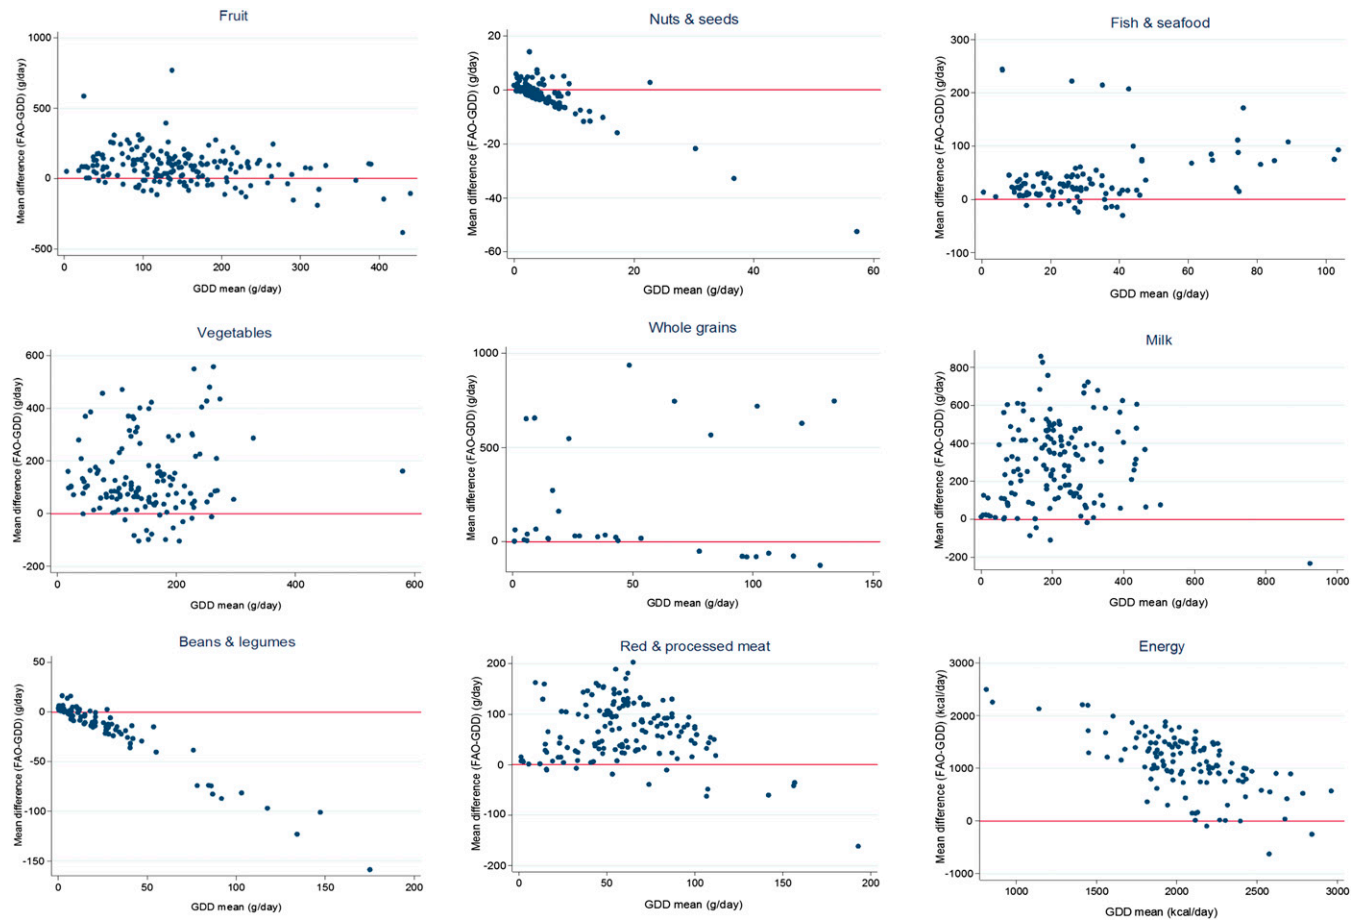 Fruit
Mean difference (FAO-GDD) (g/day)
1000
500
0
-500
0 100 200 300 400
GDD mean (g/day)
Nuts & seeds
Mean difference (FAO-GDD) (g/day)
20
0
-20
-40
-60
0 20 40 60
GDD mean (g/day)
Fish & seafood
Mean difference (FAO-GDD) (g/day)
300
200
100
0
-100
0 20 40 60 80 100
GDD mean (g/day)
Vegetables
Mean difference (FAO-GDD) (g/day)
600
400
200
0
-200
0 200 400 600
GDD mean (g/day)
Whole grains
Mean difference (FAO-GDD) (g/day)
1000
500
0
0 50 100 150
GDD mean (g/day)
Milk
Mean difference (FAO-GDD) (g/day)
800
600
400
200
0
-200
0 200 400 600 800 1000
GDD mean (g/day)
Beans & legumes
Mean difference (FAO-GDD) (g/day)
50
0
-50
-100
-150
0 50 100 150 200
GDD mean (g/day)
Red & processed meat
Mean difference (FAO-GDD) (g/day)
200
100
0
-100
-200
0 50 100 150 200
GDD mean (g/day)
Energy
Mean difference (FAO-GDD) (kcal/day)
3000
2000
1000
0
-1000
1000 1500 2000 2500 3000
GDD mean (kcal/day)